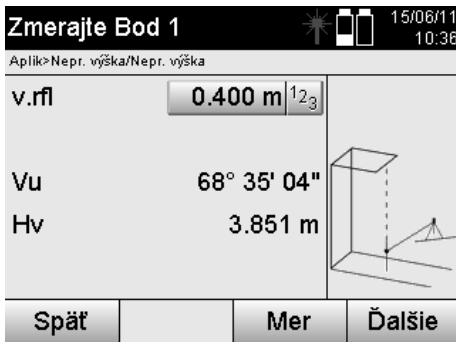 Zmerajte Bod 1
15/06/11
10:36
Aplik>Nepr. výška/Nepr. výška
v.rfl 0.400 m 123
Vu 68° 35' 04"
Hv 3.851 m
Späť Mer Ďalšie